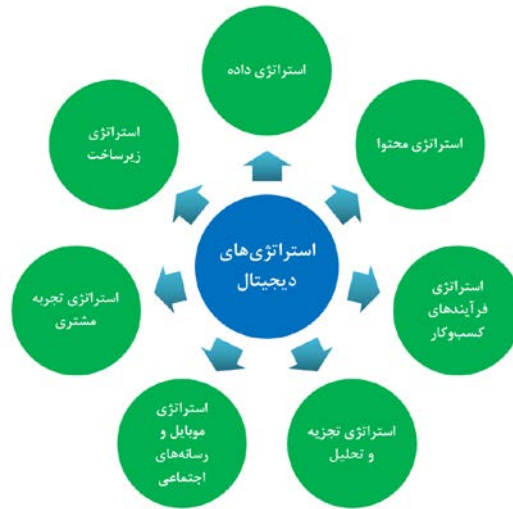 استراتژی داده
استراتژی محتوا
استراتژی
فرآیندهای
کسب‌وکار
استراتژی تجزیه
و تحلیل
استراتژی
موبایل و
رسانه‌های
اجتماعی
استراتژی تجربه
مشتری
استراتژی
زیرساخت
استراتژی‌های
دیجیتال